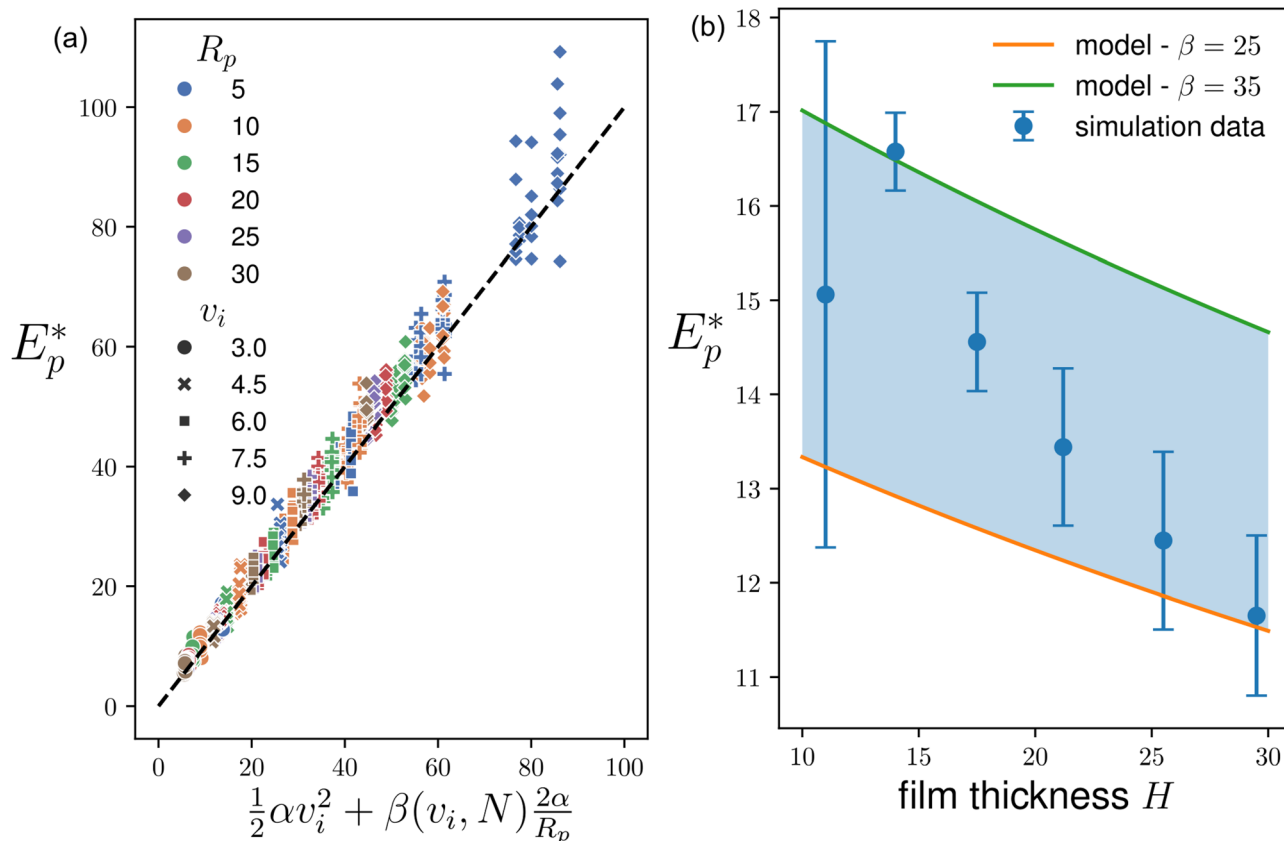 (a)
R_p
5
10
15
20
25
30
v_i
3.0
4.5
6.0
7.5
9.0
E_p^*
100
80
60
40
20
0
0 20 40 60 80 100
½αv_i² + β(v_i, N) 2α/R_p
(b)
model - β = 25
model - β = 35
simulation data
E_p^*
18
17
16
15
14
13
12
11
10 15 20 25 30
film thickness H